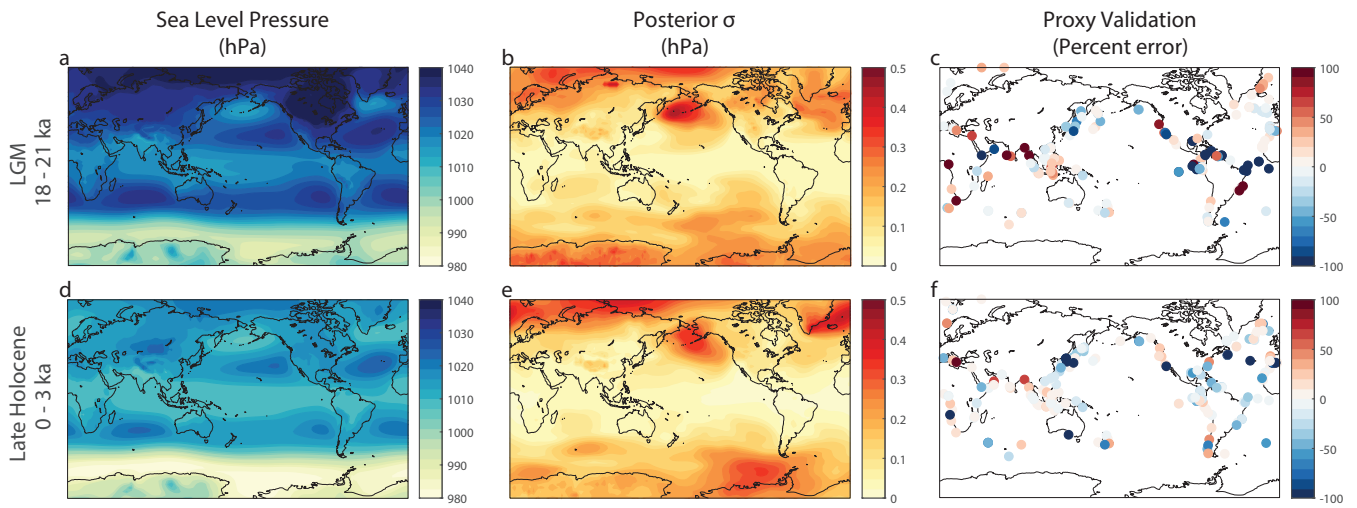 Sea Level Pressure
(hPa)
Posterior σ
(hPa)
Proxy Validation
(Percent error)
LGM
18 - 21 ka
a
1040
1030
1020
1010
1000
990
980
b
0.5
0.4
0.3
0.2
0.1
0
c
100
50
0
-50
-100
Late Holocene
0 - 3 ka
d
1040
1030
1020
1010
1000
990
980
e
0.5
0.4
0.3
0.2
0.1
0
f
100
50
0
-50
-100